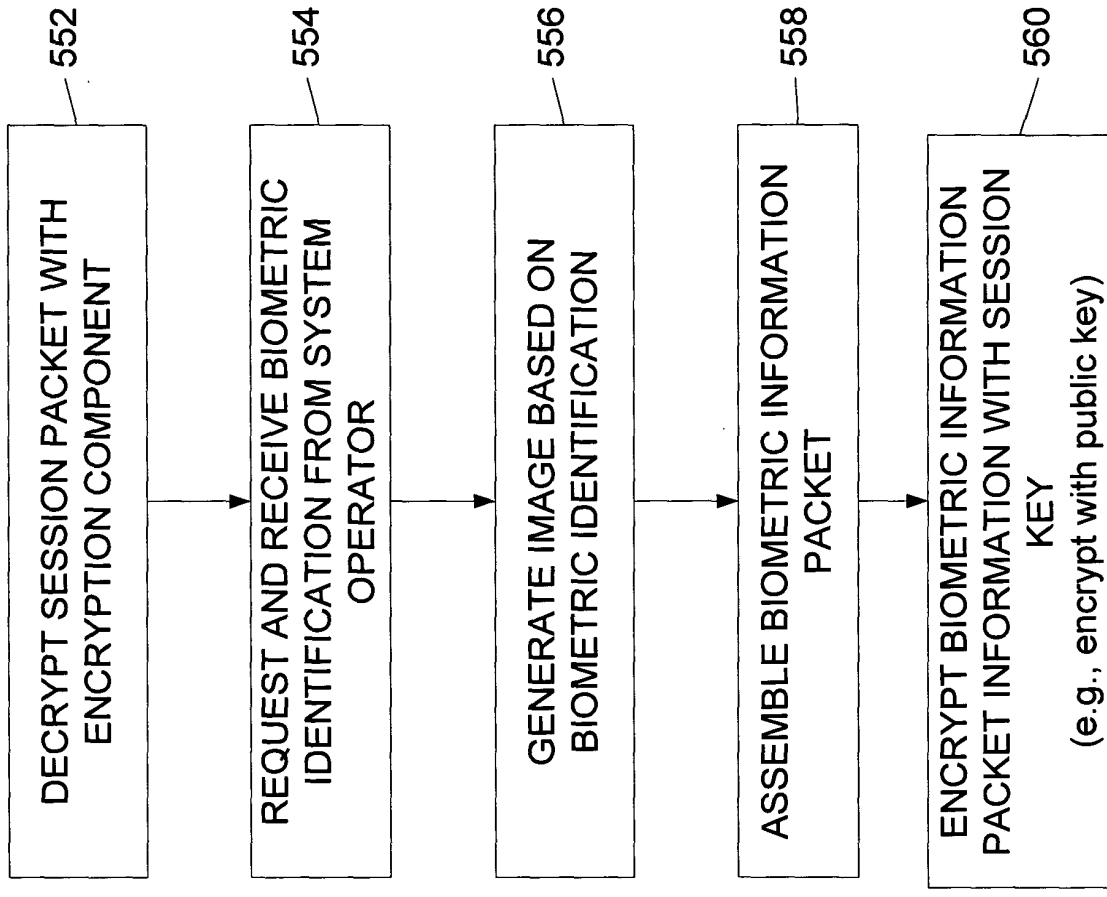 DECRYPT SESSION PACKET WITH
ENCRYPTION COMPONENT
552
REQUEST AND RECEIVE BIOMETRIC
IDENTIFICATION FROM SYSTEM
OPERATOR
554
GENERATE IMAGE BASED ON
BIOMETRIC IDENTIFICATION
556
ASSEMBLE BIOMETRIC INFORMATION
PACKET
558
ENCRYPT BIOMETRIC INFORMATION
PACKET INFORMATION WITH SESSION
KEY
(e.g., encrypt with public key)
560